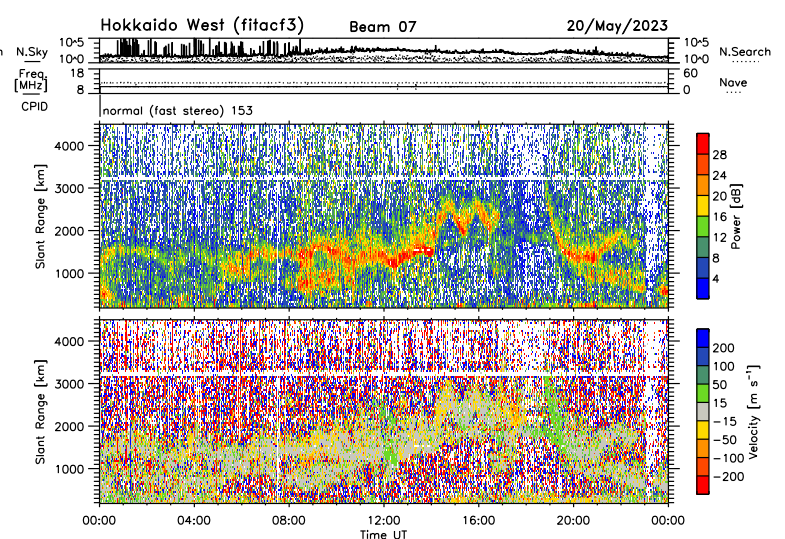 Hokkaido West (fitacf3) Beam 07 20/May/2023
N.Sky 10^5 10^0 10^5 10^0 N.Search
Freq. [MHz] 18 8 60 0 Nave
CPID normal (fast stereo) 153
Slant Range [km]
4000
3000
2000
1000
28
24
20
16
12
8
4
Power [dB]
Slant Range [km]
4000
3000
2000
1000
200
100
50
15
-15
-50
-100
-200
Velocity [m s⁻¹]
00:00 04:00 08:00 12:00 16:00 20:00 00:00
Time UT